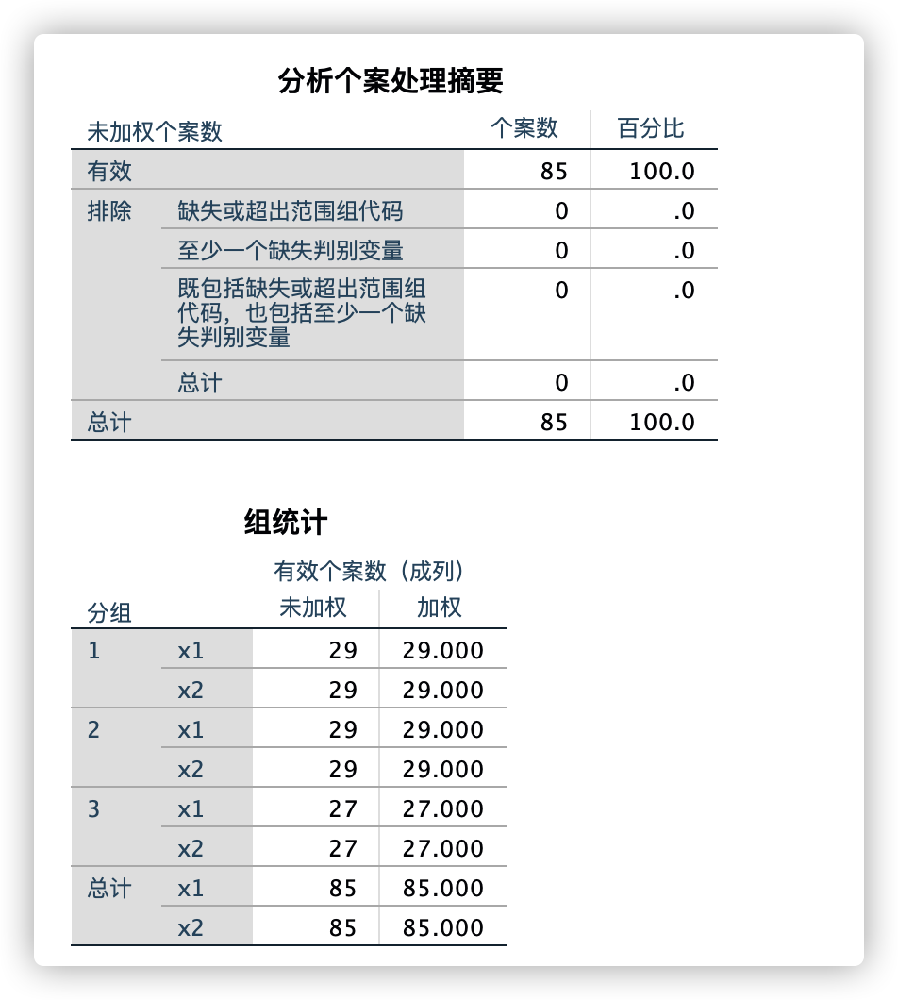 分析个案处理摘要
未加权个案数 个案数 百分比
有效 85 100.0
排除 缺失或超出范围组代码 0 .0
至少一个缺失判别变量 0 .0
既包括缺失或超出范围组 0 .0
代码，也包括至少一个缺
失判别变量
总计 0 .0
总计 85 100.0
组统计
有效个案数（成列）
分组 未加权 加权
1 x1 29 29.000
x2 29 29.000
2 x1 29 29.000
x2 29 29.000
3 x1 27 27.000
x2 27 27.000
总计 x1 85 85.000
x2 85 85.000